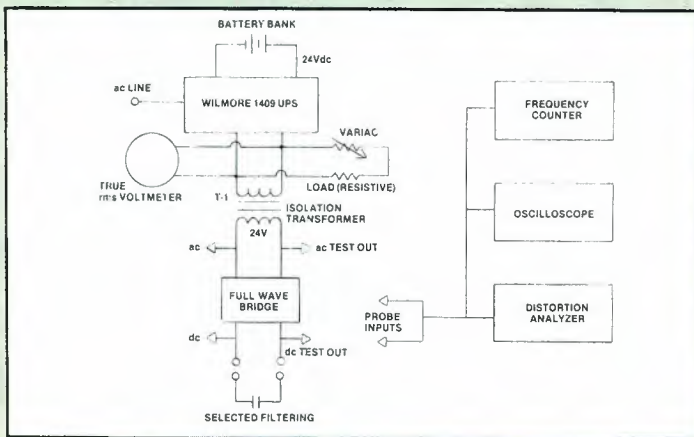 BATTERY BANK
24Vdc
ac LINE
WILMORE 1409 UPS
VARIAC
TRUE
rms VOLTMETER
LOAD (RESISTIVE)
T-1
ISOLATION
TRANSFORMER
24V
ac
ac TEST OUT
FULL WAVE
BRIDGE
dc
dc TEST OUT
SELECTED FILTERING
FREQUENCY
COUNTER
OSCILLOSCOPE
PROBE
INPUTS
DISTORTION
ANALYZER